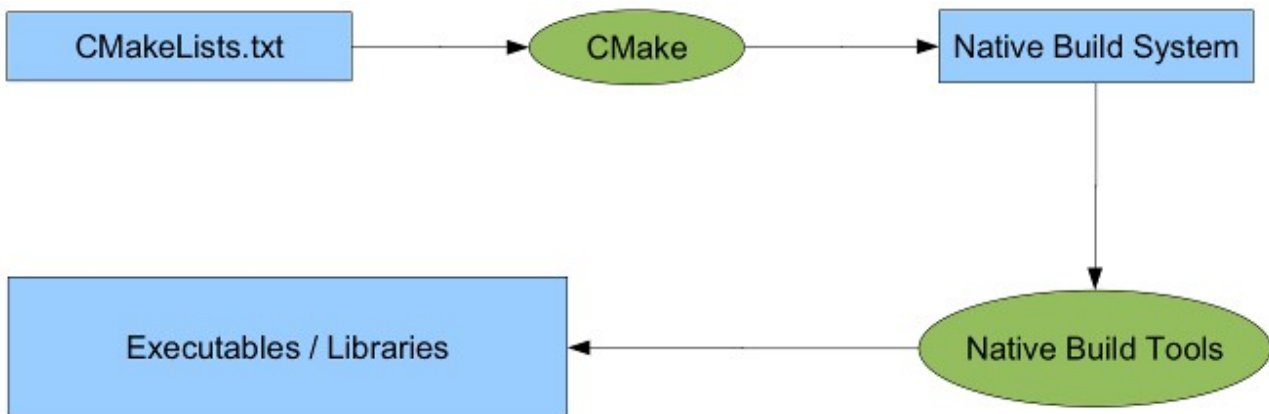 CMakeLists.txt
CMake
Native Build System
Executables / Libraries
Native Build Tools